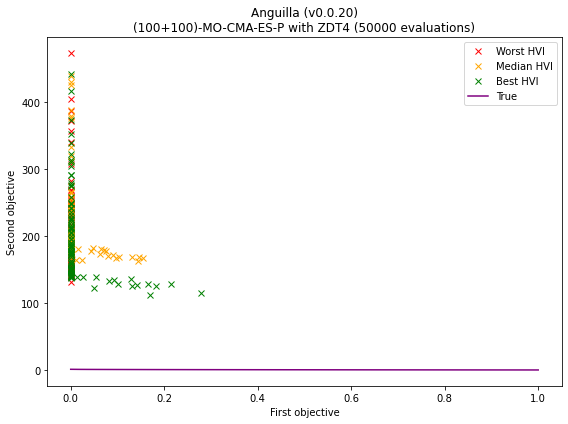 Anguilla (v0.0.20)
(100+100)-MO-CMA-ES-P with ZDT4 (50000 evaluations)
Worst HVI
Median HVI
Best HVI
True
Second objective
400
300
200
100
0
0.0 0.2 0.4 0.6 0.8 1.0
First objective